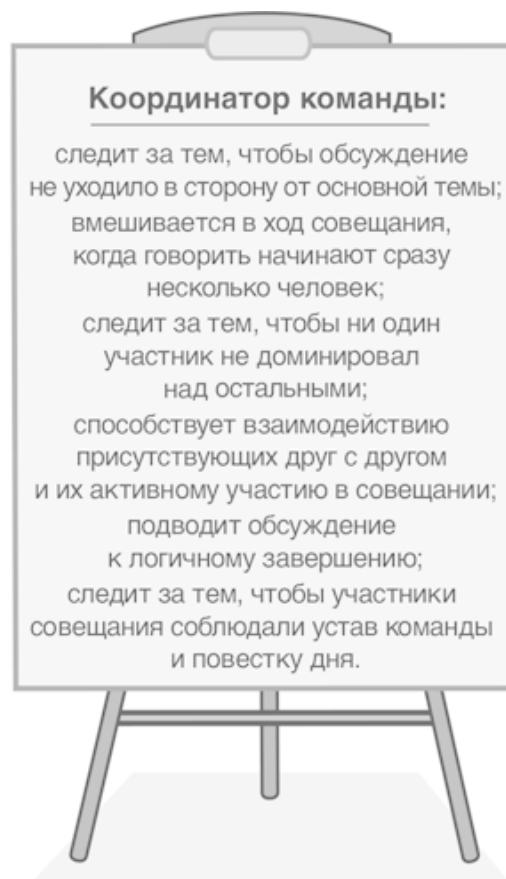 Координатор команды:
следит за тем, чтобы обсуждение
не уходило в сторону от основной темы;
вмешивается в ход совещания,
когда говорить начинают сразу
несколько человек;
следит за тем, чтобы ни один
участник не доминировал
над остальными;
способствует взаимодействию
присутствующих друг с другом
и их активному участию в совещании;
подводит обсуждение
к логичному завершению;
следит за тем, чтобы участники
совещания соблюдали устав команды
и повестку дня.